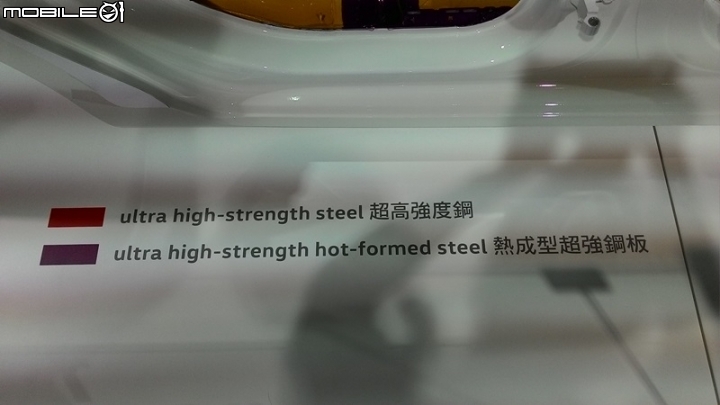 MOBILE01
ultra high-strength steel 超高強度鋼
ultra high-strength hot-formed steel 熱成型超強鋼板